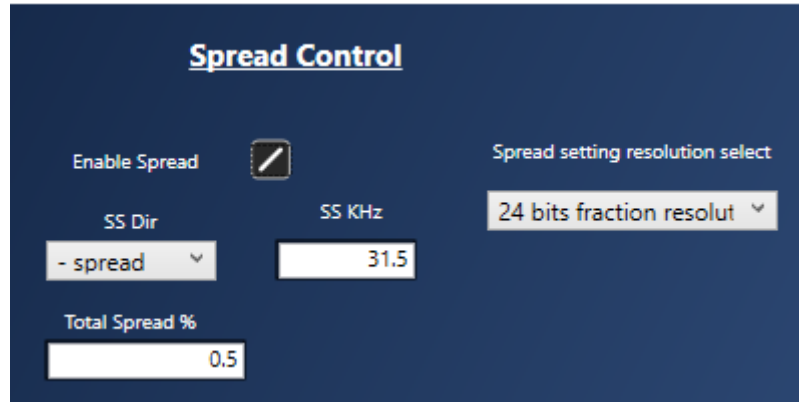 Spread Control
Enable Spread
Spread setting resolution select
SS Dir
SS KHz
24 bits fraction resolut
- spread
31.5
Total Spread %
0.5